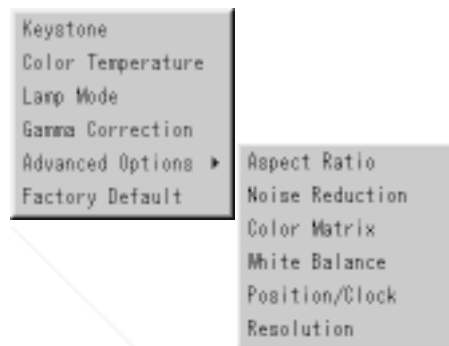 Keystone
Color Temperature
Lamp Mode
Gamma Correction
Advanced Options ▶
Factory Default
Aspect Ratio
Noise Reduction
Color Matrix
White Balance
Position/Clock
Resolution